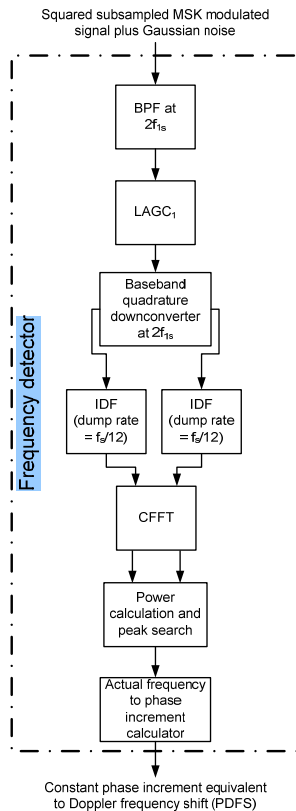 Squared subsampled MSK modulated
signal plus Gaussian noise
BPF at
2f₁ₛ
LAGC₁
Baseband
quadrature
downconverter
at 2f₁ₛ
IDF
(dump rate
= fₛ/12)
IDF
(dump rate
= fₛ/12)
CFFT
Power
calculation and
peak search
Actual frequency
to phase
increment
calculator
Frequency detector
Constant phase increment equivalent
to Doppler frequency shift (PDFS)